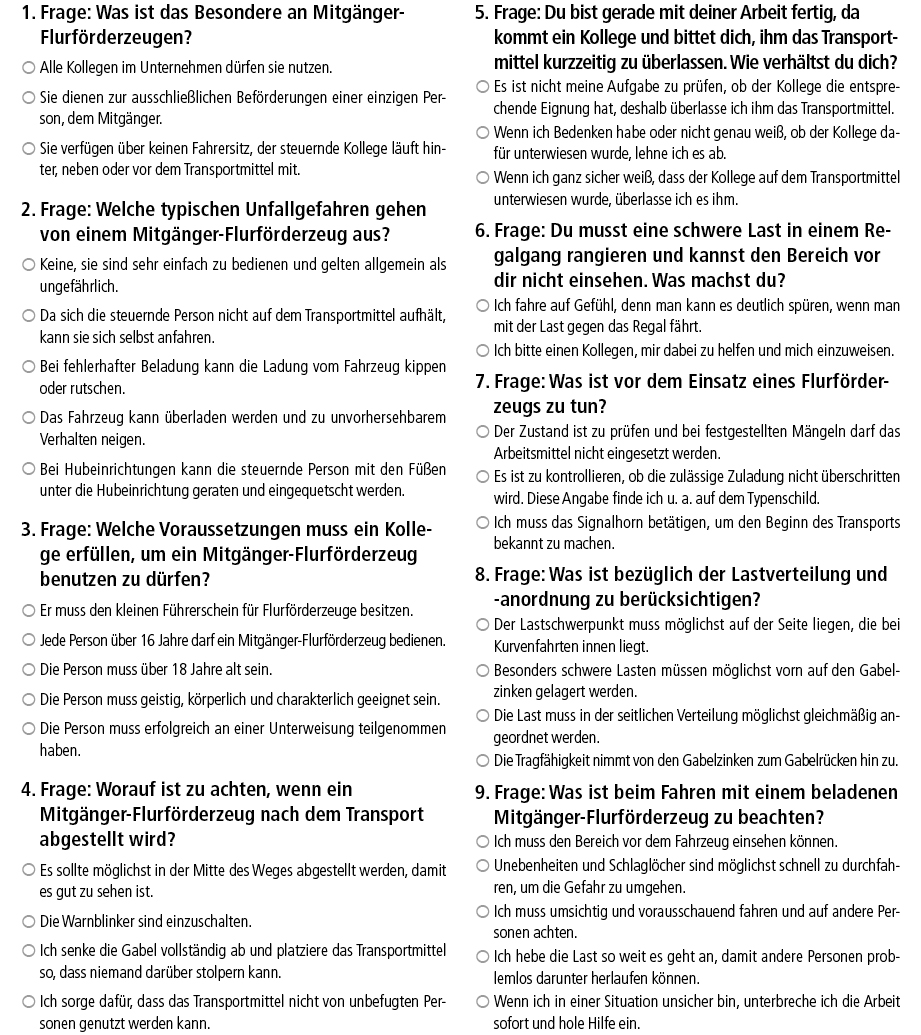 1. Frage: Was ist das Besondere an Mitgänger-
Flurförderzeugen?
Alle Kollegen im Unternehmen dürfen sie nutzen.
Sie dienen zur ausschließlichen Beförderungen einer einzigen Per-
son, dem Mitgänger.
Sie verfügen über keinen Fahrersitz, der steuernde Kollege läuft hin-
ter, neben oder vor dem Transportmittel mit.
2. Frage: Welche typischen Unfallgefahren gehen
von einem Mitgänger-Flurförderzeug aus?
Keine, sie sind sehr einfach zu bedienen und gelten allgemein als
ungefährlich.
Da sich die steuernde Person nicht auf dem Transportmittel aufhält,
kann sie sich selbst anfahren.
Bei fehlerhafter Beladung kann die Ladung vom Fahrzeug kippen
oder rutschen.
Das Fahrzeug kann überladen werden und zu unvorhersehbarem
Verhalten neigen.
Bei Hubeinrichtungen kann die steuernde Person mit den Füßen
unter die Hubeinrichtung geraten und eingequetscht werden.
3. Frage: Welche Voraussetzungen muss ein Kolle-
ge erfüllen, um ein Mitgänger-Flurförderzeug
benutzen zu dürfen?
Er muss den kleinen Führerschein für Flurförderzeuge besitzen.
Jede Person über 16 Jahre darf ein Mitgänger-Flurförderzeug bedienen.
Die Person muss über 18 Jahre alt sein.
Die Person muss geistig, körperlich und charakterlich geeignet sein.
Die Person muss erfolgreich an einer Unterweisung teilgenommen
haben.
4. Frage: Worauf ist zu achten, wenn ein
Mitgänger-Flurförderzeug nach dem Transport
abgestellt wird?
Es sollte möglichst in der Mitte des Weges abgestellt werden, damit
es gut zu sehen ist.
Die Warnblinker sind einzuschalten.
Ich senke die Gabel vollständig ab und platziere das Transportmittel
so, dass niemand darüber stolpern kann.
Ich sorge dafür, dass das Transportmittel nicht von unbefugten Per-
sonen genutzt werden kann.
5. Frage: Du bist gerade mit deiner Arbeit fertig, da
kommt ein Kollege und bittet dich, ihm das Transport-
mittel kurzzeitig zu überlassen. Wie verhältst du dich?
Es ist nicht meine Aufgabe zu prüfen, ob der Kollege die entspre-
chende Eignung hat, deshalb überlasse ich ihm das Transportmittel.
Wenn ich Bedenken habe oder nicht genau weiß, ob der Kollege da-
für unterwiesen wurde, lehne ich es ab.
Wenn ich ganz sicher weiß, dass der Kollege auf dem Transportmittel
unterwiesen wurde, überlasse ich es ihm.
6. Frage: Du musst eine schwere Last in einem Re-
galgang rangieren und kannst den Bereich vor
dir nicht einsehen. Was machst du?
Ich fahre auf Gefühl, denn man kann es deutlich spüren, wenn man
mit der Last gegen das Regal fährt.
Ich bitte einen Kollegen, mir dabei zu helfen und mich einzuweisen.
7. Frage: Was ist vor dem Einsatz eines Flurförder-
zeugs zu tun?
Der Zustand ist zu prüfen und bei festgestellten Mängeln darf das
Arbeitsmittel nicht eingesetzt werden.
Es ist zu kontrollieren, ob die zulässige Zuladung nicht überschritten
wird. Diese Angabe finde ich u. a. auf dem Typenschild.
Ich muss das Signalhorn betätigen, um den Beginn des Transports
bekannt zu machen.
8. Frage: Was ist bezüglich der Lastverteilung und
-anordnung zu berücksichtigen?
Der Lastschwerpunkt muss möglichst auf der Seite liegen, die bei
Kurvenfahrten innen liegt.
Besonders schwere Lasten müssen möglichst vorn auf den Gabel-
zinken gelagert werden.
Die Last muss in der seitlichen Verteilung möglichst gleichmäßig an-
geordnet werden.
Die Tragfähigkeit nimmt von den Gabelzinken zum Gabelrücken hin zu.
9. Frage: Was ist beim Fahren mit einem beladenen
Mitgänger-Flurförderzeug zu beachten?
Ich muss den Bereich vor dem Fahrzeug einsehen können.
Unebenheiten und Schlaglöcher sind möglichst schnell zu durchfah-
ren, um die Gefahr zu umgehen.
Ich muss umsichtig und vorausschauend fahren und auf andere Per-
sonen achten.
Ich hebe die Last so weit es geht an, damit andere Personen prob-
lemlos darunter herlaufen können.
Wenn ich in einer Situation unsicher bin, unterbreche ich die Arbeit
sofort und hole Hilfe ein.